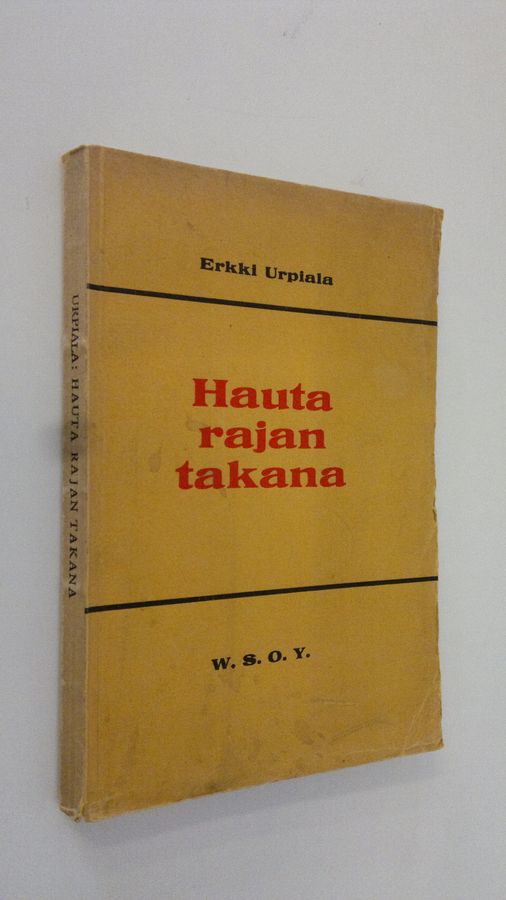 Erkki Urpiala
Hauta
rajan
takana
W. S. O. Y.
URPIALA: HAUTA RAJAN TAKANA